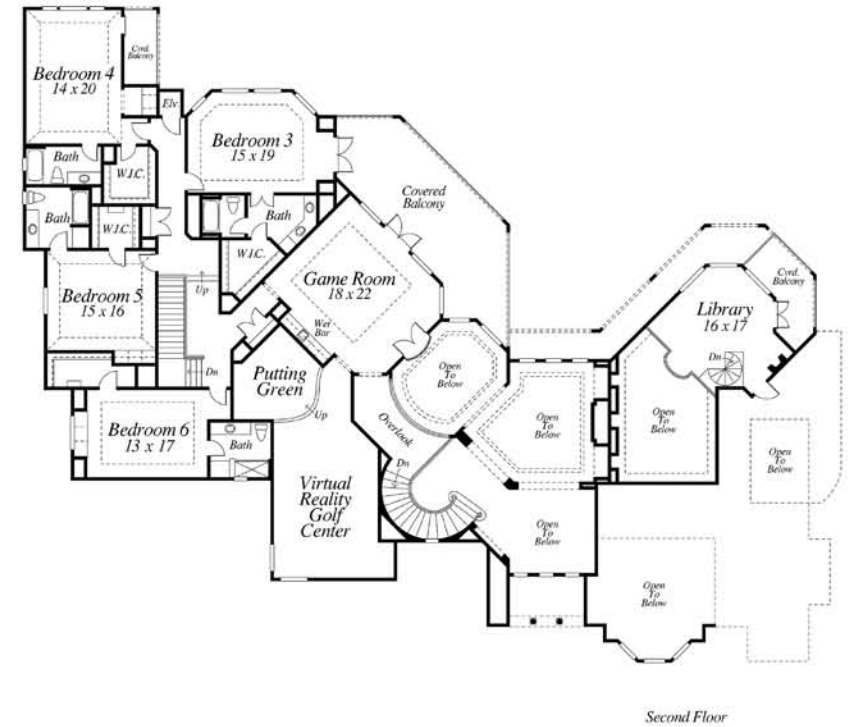 Bedroom 4
14 x 20
Cvrd.
Balcony
Elv.
Bedroom 3
15 x 19
Bath
W.I.C.
Covered
Balcony
Bath
W.I.C.
Bath
W.I.C.
Game Room
18 x 22
Cvrd.
Balcony
Library
16 x 17
Up
Bedroom 5
15 x 16
Wet
Bar
Dn
Dn
Putting
Green
Open
To
Below
Up
Overlook
Open
To
Below
Open
To
Below
Bedroom 6
13 x 17
Bath
Open
To
Below
Dn
Virtual
Reality
Golf
Center
Open
To
Below
Open
To
Below
Second Floor